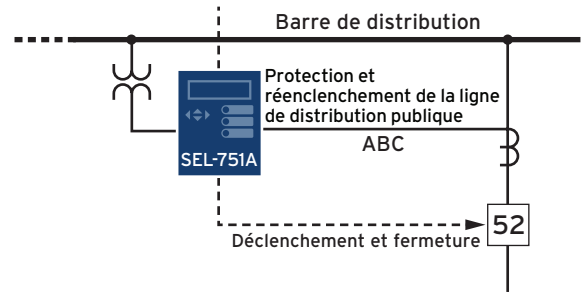 Barre de distribution
Protection et
réenclenchement de la ligne
de distribution publique
SEL-751A
ABC
52
Déclenchement et fermeture